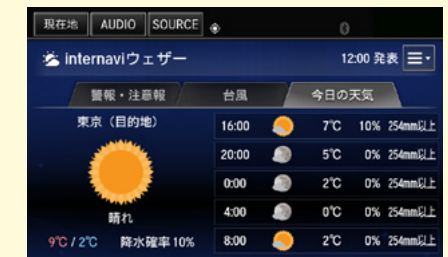 現在地 AUDIO SOURCE 0
internaviウェザー 12:00 発表
警報・注意報 台風 今日の天気
東京（目的地）
晴れ
9℃ / 2℃ 降水確率10%
16:00 7℃ 10% 254mm以上
20:00 5℃ 0% 254mm以上
0:00 2℃ 0% 254mm以上
4:00 0℃ 0% 254mm以上
8:00 2℃ 0% 254mm以上